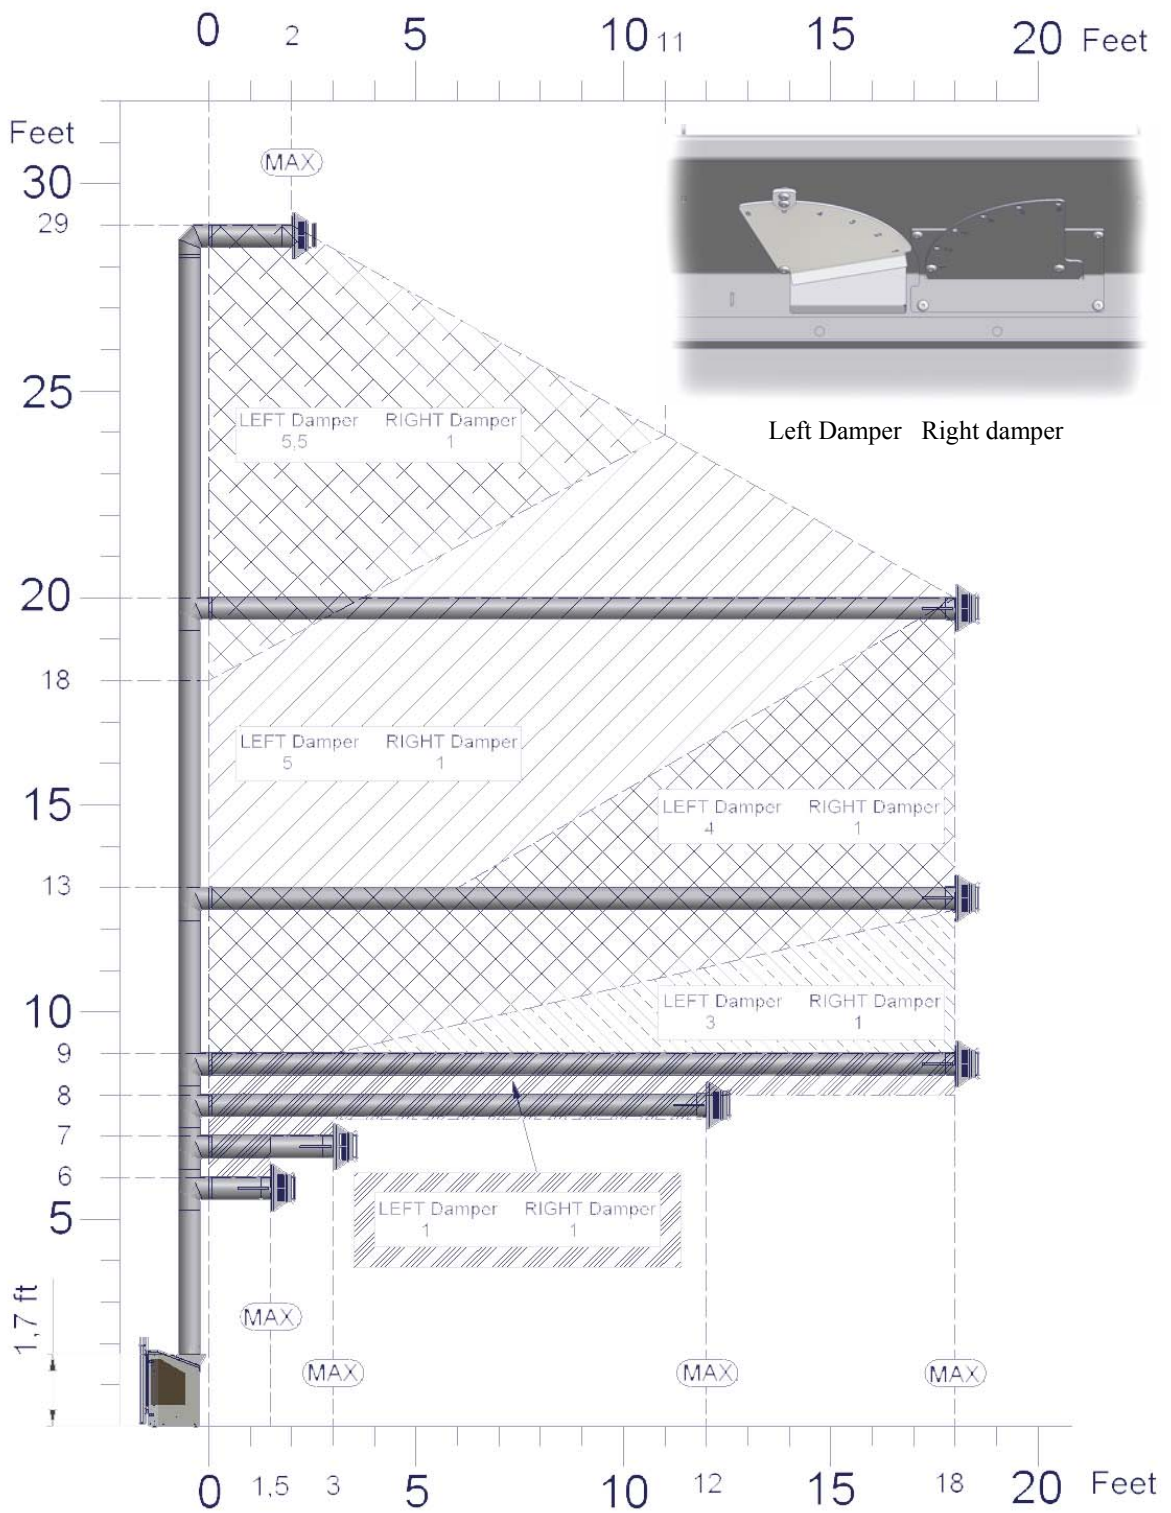 0 2 5 10 11 15 20 Feet
Feet
MAX
30
29
25
LEFT Damper RIGHT Damper
5,5 1
Left Damper Right damper
20
18
LEFT Damper RIGHT Damper
5 1
15
LEFT Damper RIGHT Damper
4 1
13
10
LEFT Damper RIGHT Damper
3 1
9
8
7
6
5
LEFT Damper RIGHT Damper
1 1
1,7 ft
MAX
MAX MAX MAX
0 1,5 3 5 10 12 15 18 20 Feet